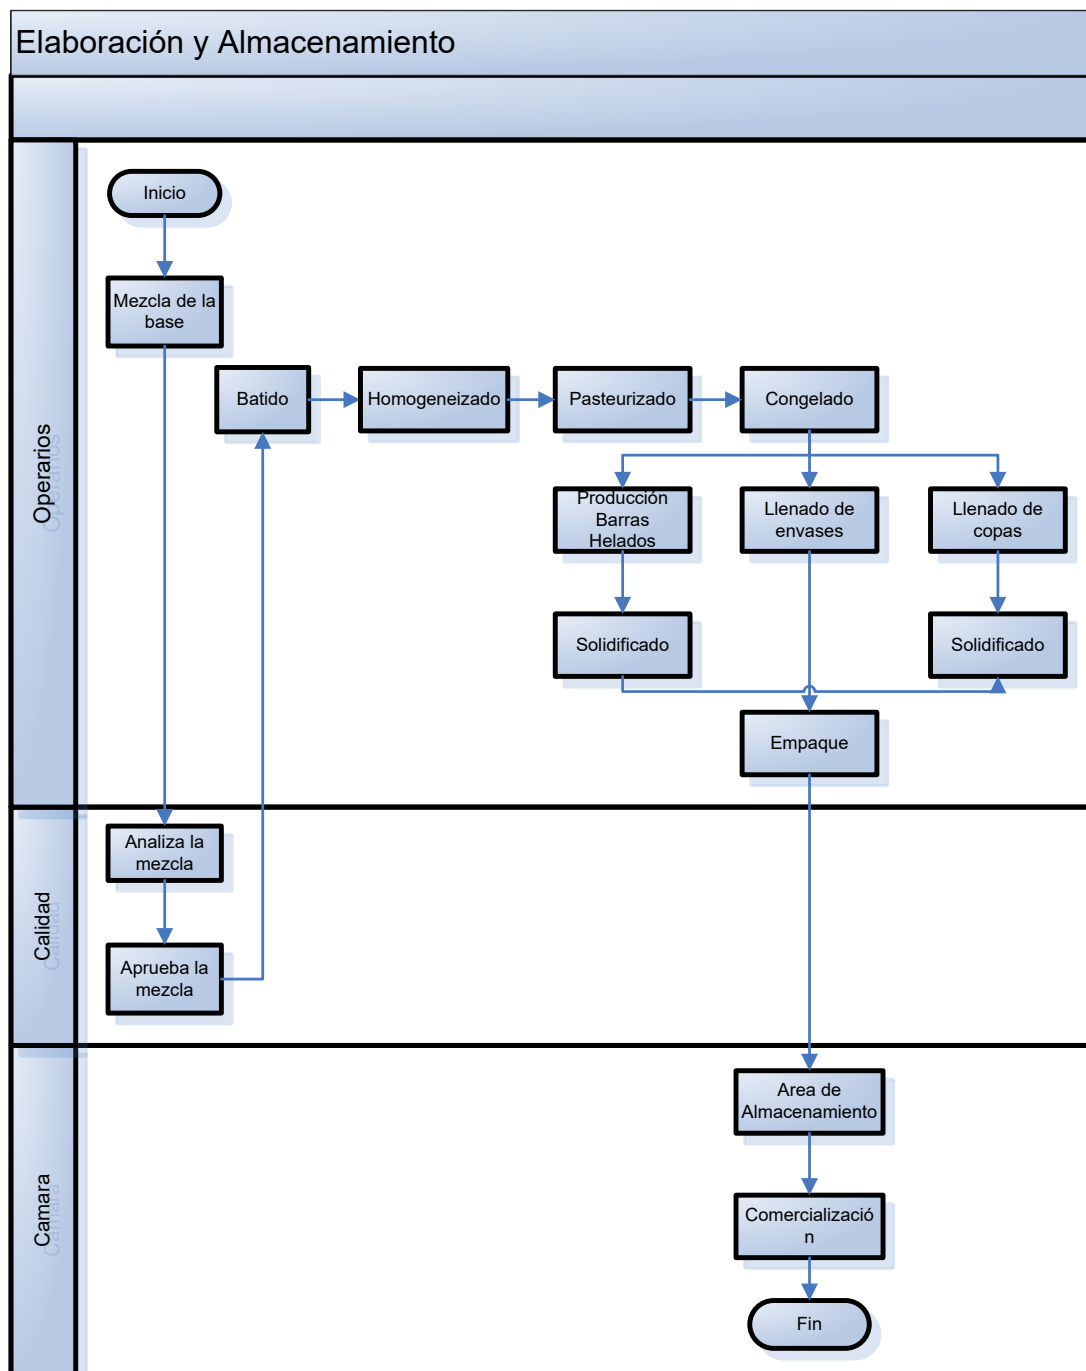 Elaboración y Almacenamiento
Operarios
Inicio
Mezcla de la
base
Batido
Homogeneizado
Pasteurizado
Congelado
Producción
Barras
Helados
Llenado de
envases
Llenado de
copas
Solidificado
Solidificado
Empaque
Calidad
Analiza la
mezcla
Aprueba la
mezcla
Camara
Area de
Almacenamiento
Comercializació
n
Fin